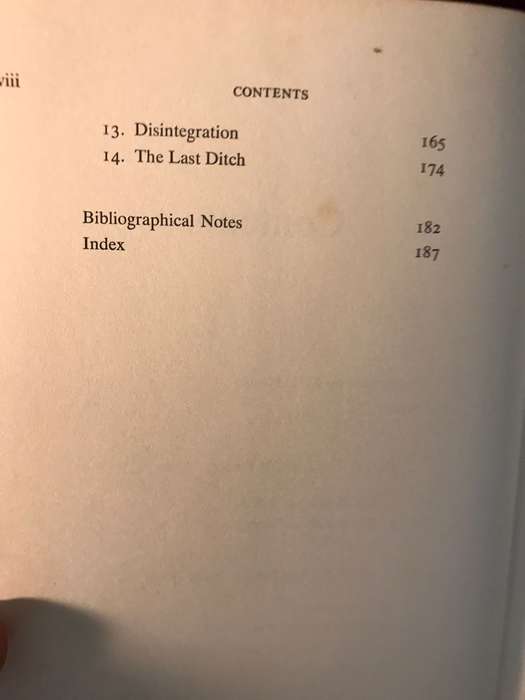 viii
CONTENTS
13. Disintegration 165
14. The Last Ditch 174
Bibliographical Notes 182
Index 187